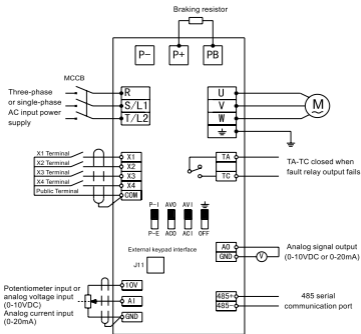 Braking resistor
P- P+ PB
MCCB
Three-phase
or single-phase
AC input power
supply
R
S/L1
T/L2
U
V
W
M
X1 Terminal
X2 Terminal
X3 Terminal
X4 Terminal
Public Terminal
X1
X2
X3
X4
COM
TA
TC
TA-TC closed when
fault relay output fails
P-I AVO AVI
P-E AOO ACI OFF
External keypad interface
J11
AO
GND
V
Analog signal output
(0-10VDC or 0-20mA)
Potentiometer input or
analog voltage input
(0-10VDC)
Analog current input
(0-20mA)
10V
AI
GND
485+
485-
485 serial
communication port